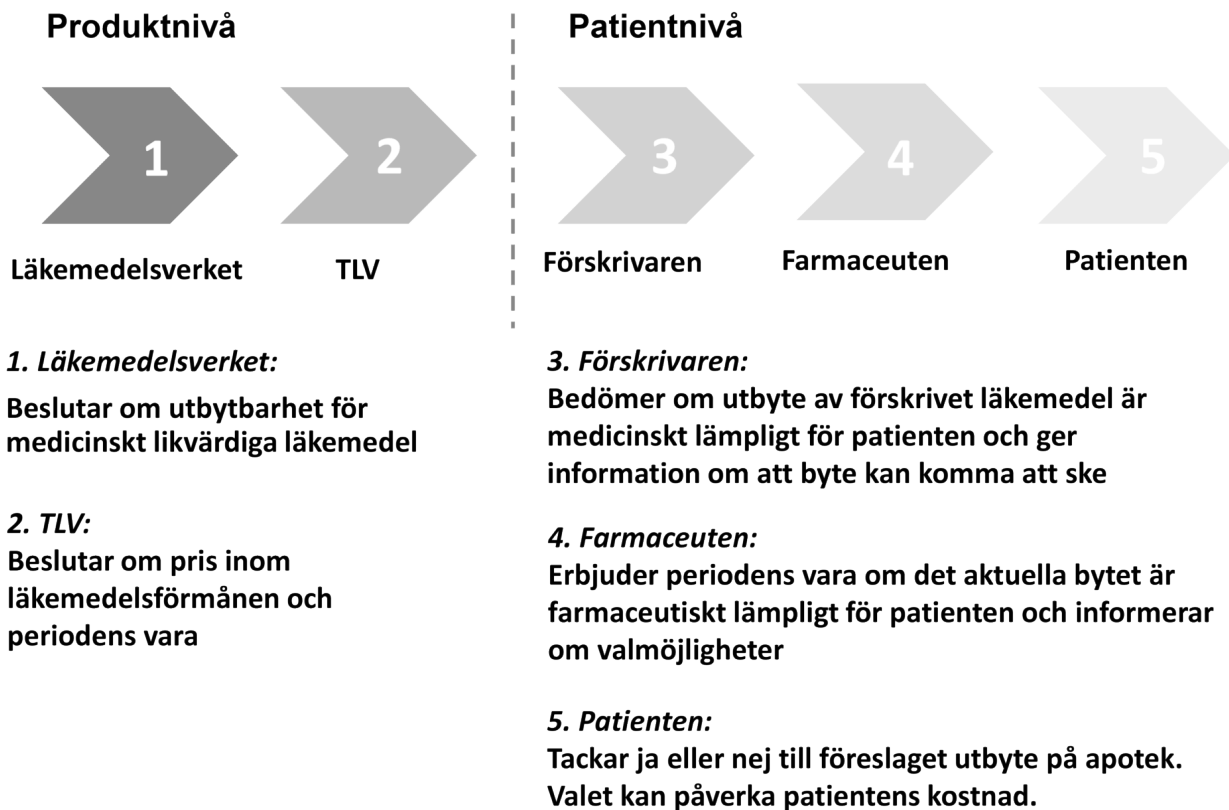 Produktnivå
Patientnivå
1
2
3
4
5
Läkemedelsverket
TLV
Förskrivaren
Farmaceuten
Patienten
1. Läkemedelsverket:
Beslutar om utbytbarhet för
medicinskt likvärdiga läkemedel
2. TLV:
Beslutar om pris inom
läkemedelsförmånen och
periodens vara
3. Förskrivaren:
Bedömer om utbyte av förskrivet läkemedel är
medicinskt lämpligt för patienten och ger
information om att byte kan komma att ske
4. Farmaceuten:
Erbjuder periodens vara om det aktuella bytet är
farmaceutiskt lämpligt för patienten och informerar
om valmöjligheter
5. Patienten:
Tackar ja eller nej till föreslaget utbyte på apotek.
Valet kan påverka patientens kostnad.